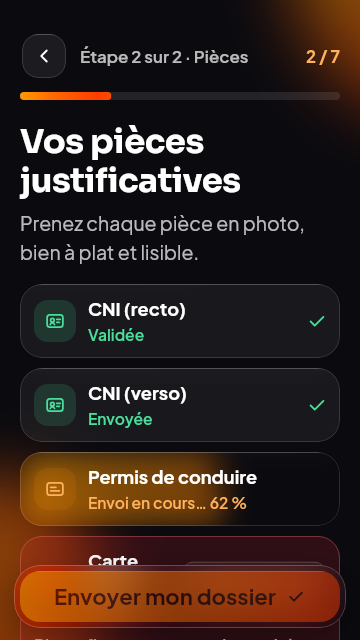 Étape 2 sur 2 · Pièces
2 / 7
Vos pièces
justificatives
Prenez chaque pièce en photo,
bien à plat et lisible.
CNI (recto)
Validée
CNI (verso)
Envoyée
Permis de conduire
Envoi en cours… 62 %
Carte
Envoyer mon dossier